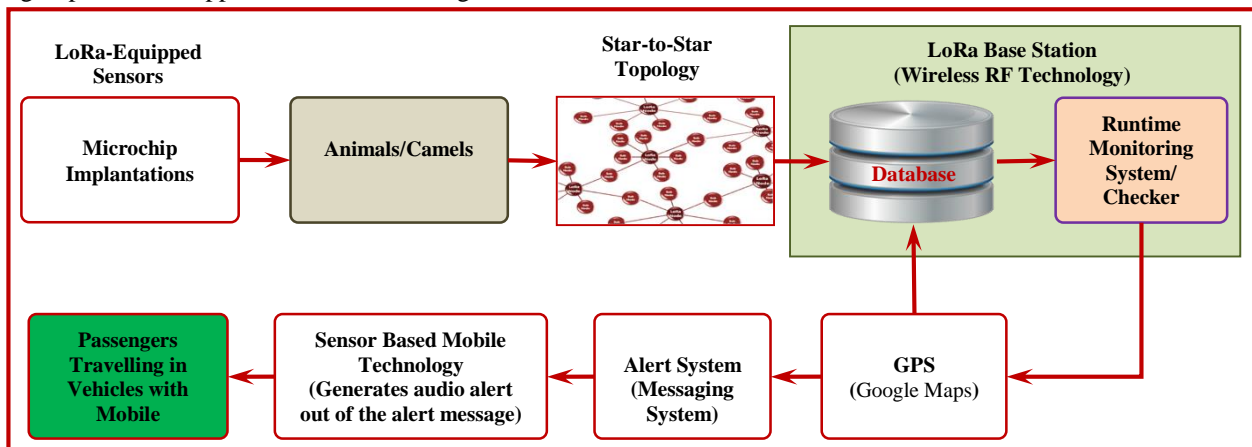 LoRa-Equipped
Sensors
Microchip
Implantations
Animals/Camels
Star-to-Star
Topology
LoRa Base Station
(Wireless RF Technology)
Database
Runtime
Monitoring
System/
Checker
Passengers
Travelling in
Vehicles with
Mobile
Sensor Based Mobile
Technology
(Generates audio alert
out of the alert message)
Alert System
(Messaging
System)
GPS
(Google Maps)